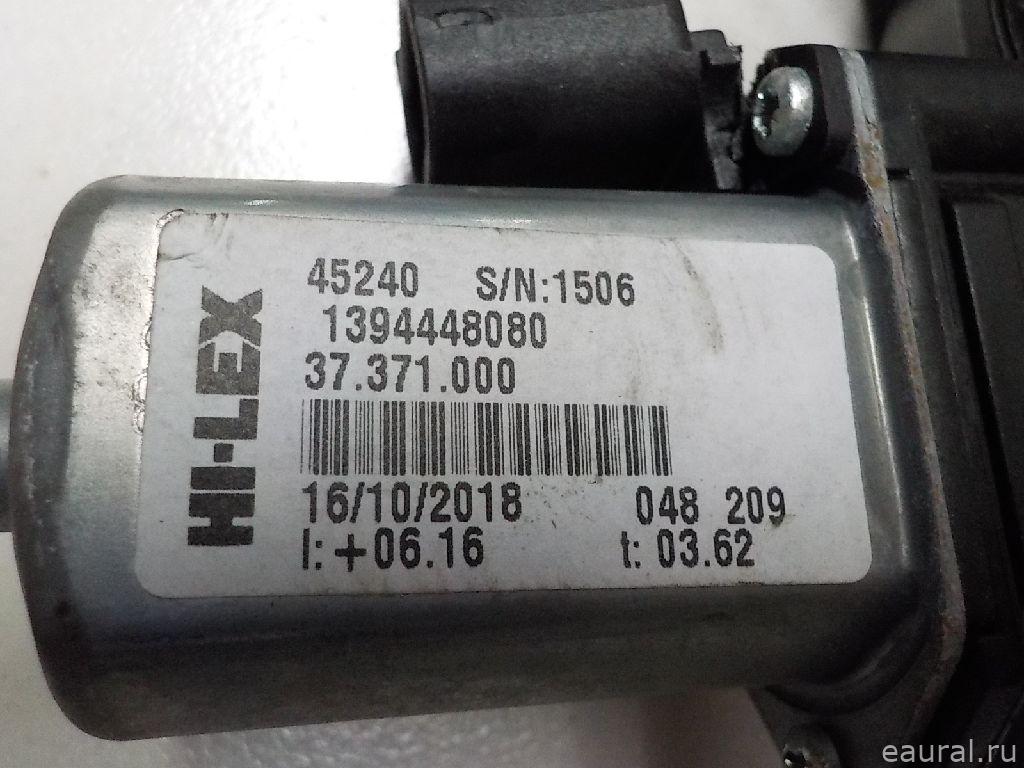 HI-LEX
45240 S/N:1506
1394448080
37.371.000
16/10/2018 048 209
I: +06.16 t: 03.62
eaural.ru